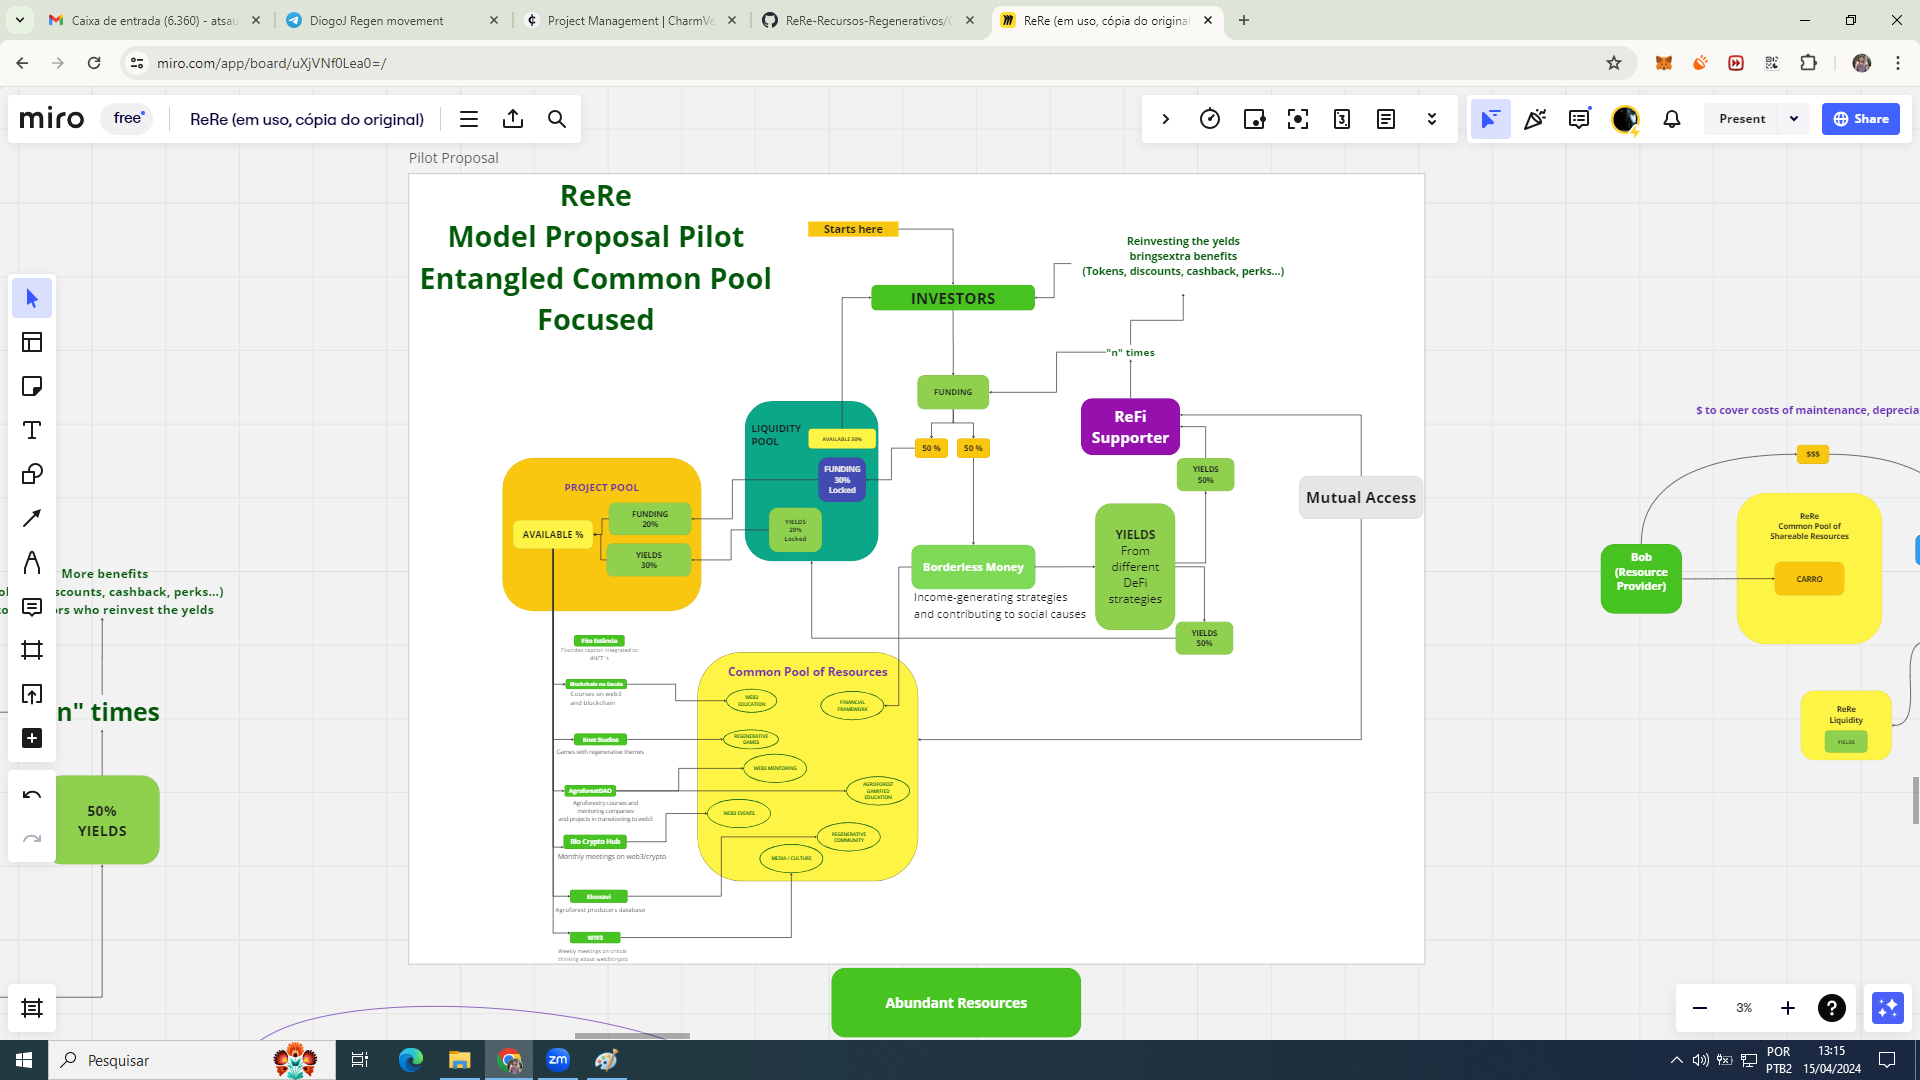 Caixa de entrada (6.360) - atsau
DiogoJ Regen movement
Project Management | CharmVe
ReRe-Recursos-Regenerativos/C
ReRe (em uso, cópia do original
miro.com/app/board/uXjVNf0Lea0=/
miro
free
ReRe (em uso, cópia do original)
Present
Share
Pilot Proposal
ReRe
Model Proposal Pilot
Entangled Common Pool
Focused
Starts here
Reinvesting the yelds
bringsextra benefits
(Tokens, discounts, cashback, perks...)
INVESTORS
"n" times
FUNDING
50 %
50 %
ReFi
Supporter
LIQUIDITY
POOL
AVAILABLE 50%
FUNDING
30%
Locked
YIELDS
20%
Locked
PROJECT POOL
FUNDING
20%
AVAILABLE %
YIELDS
30%
YIELDS
50%
Mutual Access
YIELDS
From
different
DeFi
strategies
Borderless Money
Income-generating strategies
and contributing to social causes
YIELDS
50%
Fito Estância
Fitocides caption integrated to
dNFT´s
Blockchain na Escola
Courses on web3
and blockchain
Knot Studios
Games with regenerative themes
AgroforestDAO
Agroforestry courses and
mentoring companies
and projects in transitioning to web3
Rio Crypto Hub
Monthly meetings on web3/crypto
Ekonavi
Agroforest producers database
Weekly meetings on critical
thinking about web3/crypto
Common Pool of Resources
WEB3
EDUCATION
FINANCIAL
FRAMEWORK
REGENERATIVE
GAMES
WEB3 MENTORING
AGROFOREST
GAMIFIED
EDUCATION
WEB3 EVENTS
REGENERATIVE
COMMUNITY
MEDIA / CULTURE
Abundant Resources
More benefits
scounts, cashback, perks...)
ors who reinvest the yelds
n" times
50%
YIELDS
$ to cover costs of maintenance, deprecia
$$$
ReRe
Common Pool of
Shareable Resources
CARRO
Bob
(Resource
Provider)
ReRe
Liquidity
YIELDS
3%
Pesquisar
zm
POR
PTB2
13:15
15/04/2024